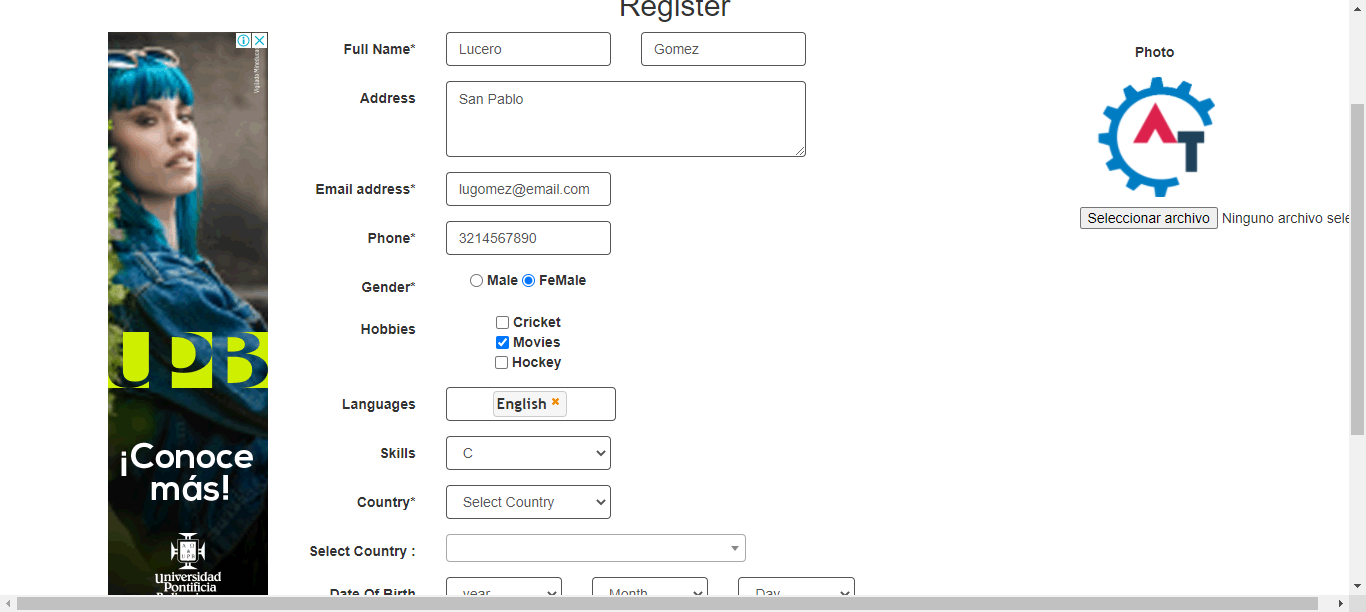 Register
Full Name*
Lucero
Gomez
Photo
Address
San Pablo
AT
Email address*
lugomez@email.com
Seleccionar archivo
Ninguno archivo sele
Phone*
3214567890
Gender*
Male
FeMale
Hobbies
Cricket
Movies
Hockey
Languages
English
Skills
C
Country*
Select Country
Select Country :
Date Of Birth
year
Month
Day
UPB
¡Conoce
más!
Universidad
Pontificia